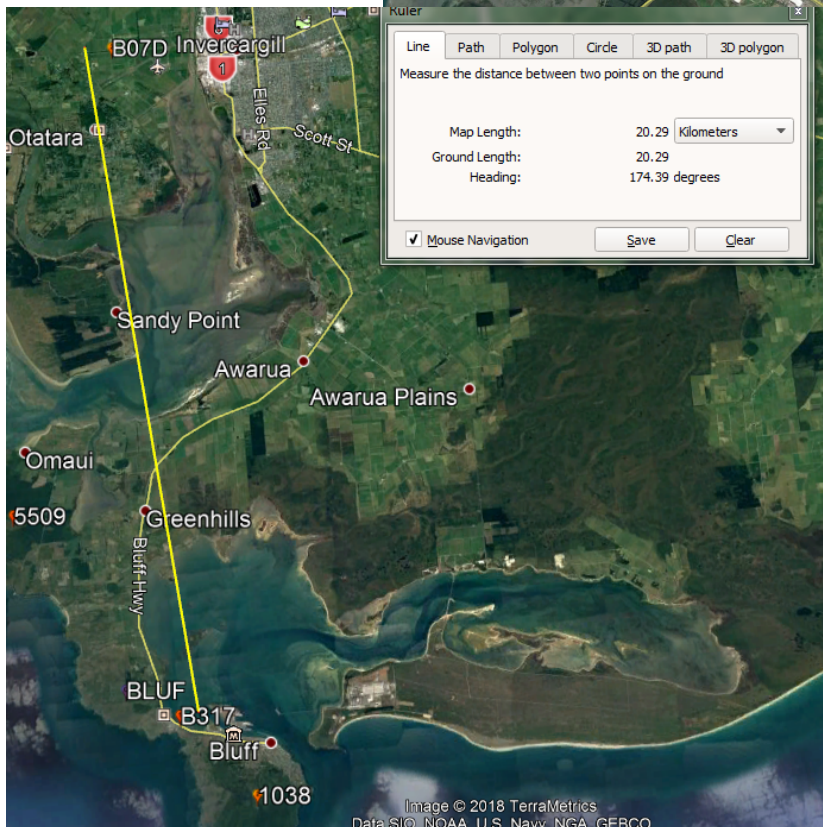 Ruler
x
Line Path Polygon Circle 3D path 3D polygon
Measure the distance between two points on the ground
Map Length: 20.29 Kilometers
Ground Length: 20.29
Heading: 174.39 degrees
Mouse Navigation Save Clear
B07D Invercargill
1
Elles Rd
H
Scott St
Otatara
Sandy Point
Awarua
Awarua Plains
Omaui
5509
Greenhills
Bluff Hwy
BLUF
B317
Bluff
1038
Image © 2018 TerraMetrics
Data SIO, NOAA, U.S. Navy, NGA, GEBCO